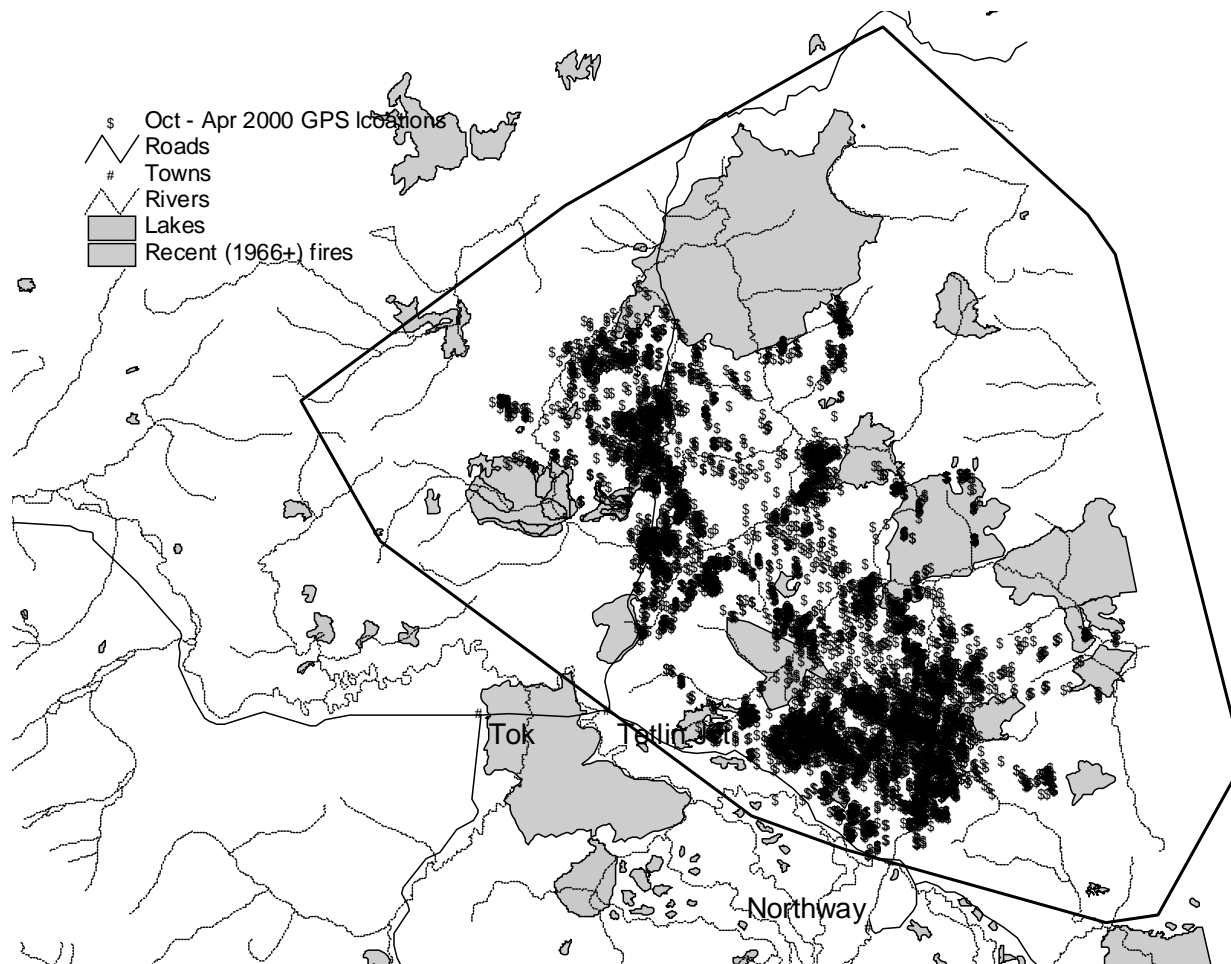 $ Oct - Apr 2000 GPS lcoations
Roads
# Towns
Rivers
Lakes
Recent (1966+) fires
Tok
Tetlin Jct
Northway